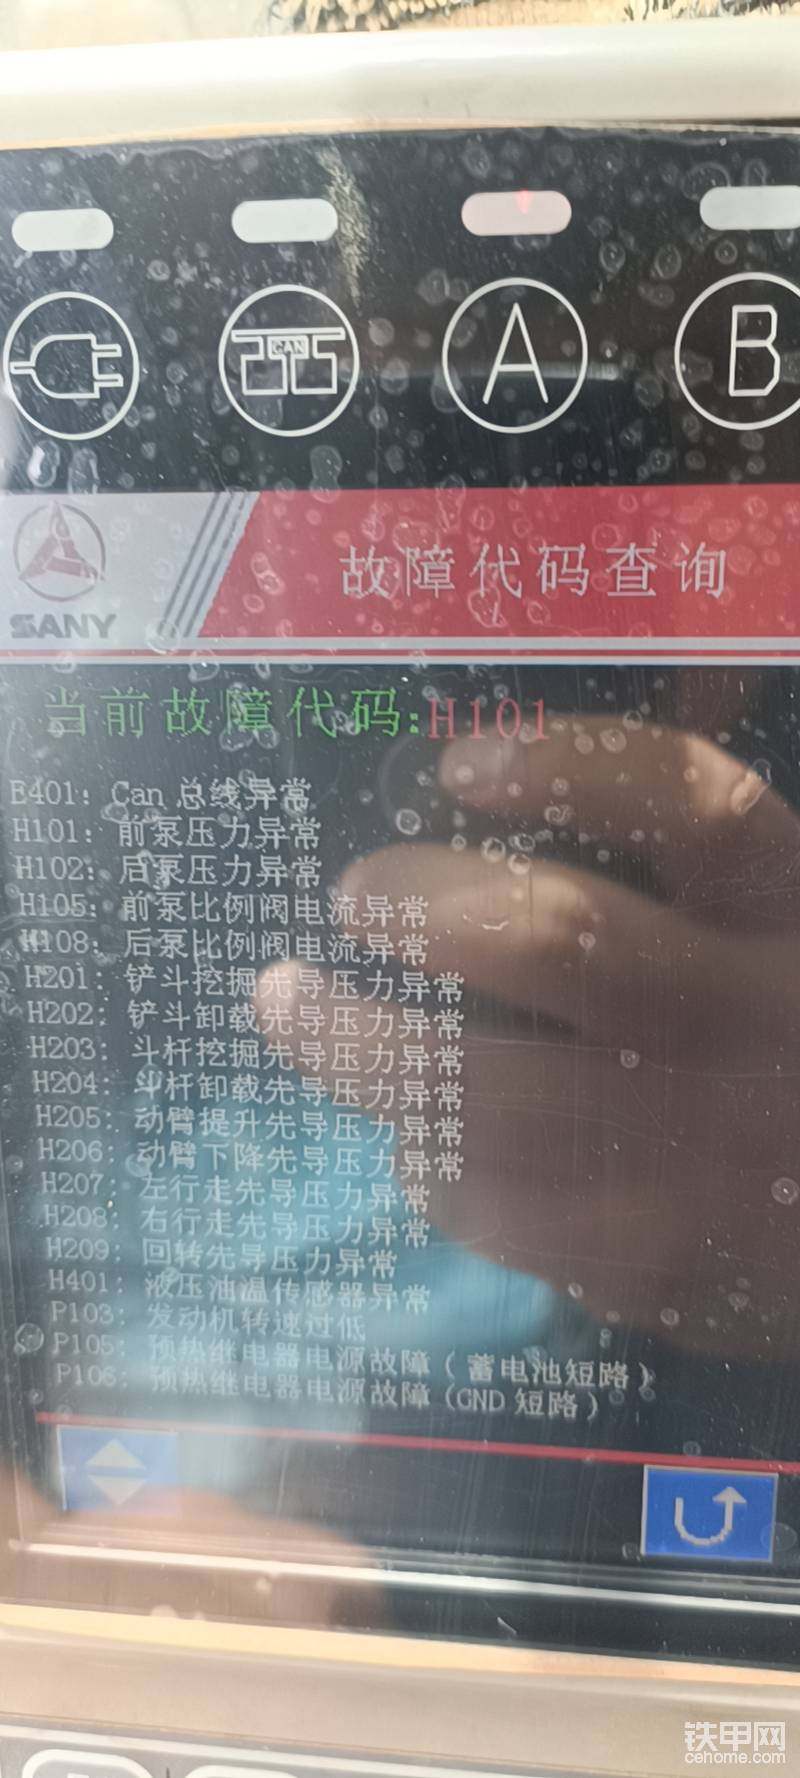 CAN
A
B
SANY
故障代码查询
当前故障代码:H101
E401: Can 总线异常
H101: 前泵压力异常
H102: 后泵压力异常
H105: 前泵比例阀电流异常
H108: 后泵比例阀电流异常
H201: 铲斗挖掘先导压力异常
H202: 铲斗卸载先导压力异常
H203: 斗杆挖掘先导压力异常
H204: 斗杆卸载先导压力异常
H205: 动臂提升先导压力异常
H206: 动臂下降先导压力异常
H207: 左行走先导压力异常
H208: 右行走先导压力异常
H209: 回转先导压力异常
H401: 液压油温传感器异常
P103: 发动机转速过低
P105: 预热继电器电源故障(蓄电池短路)
P106: 预热继电器电源故障(GND 短路)
铁甲网
cehome.com